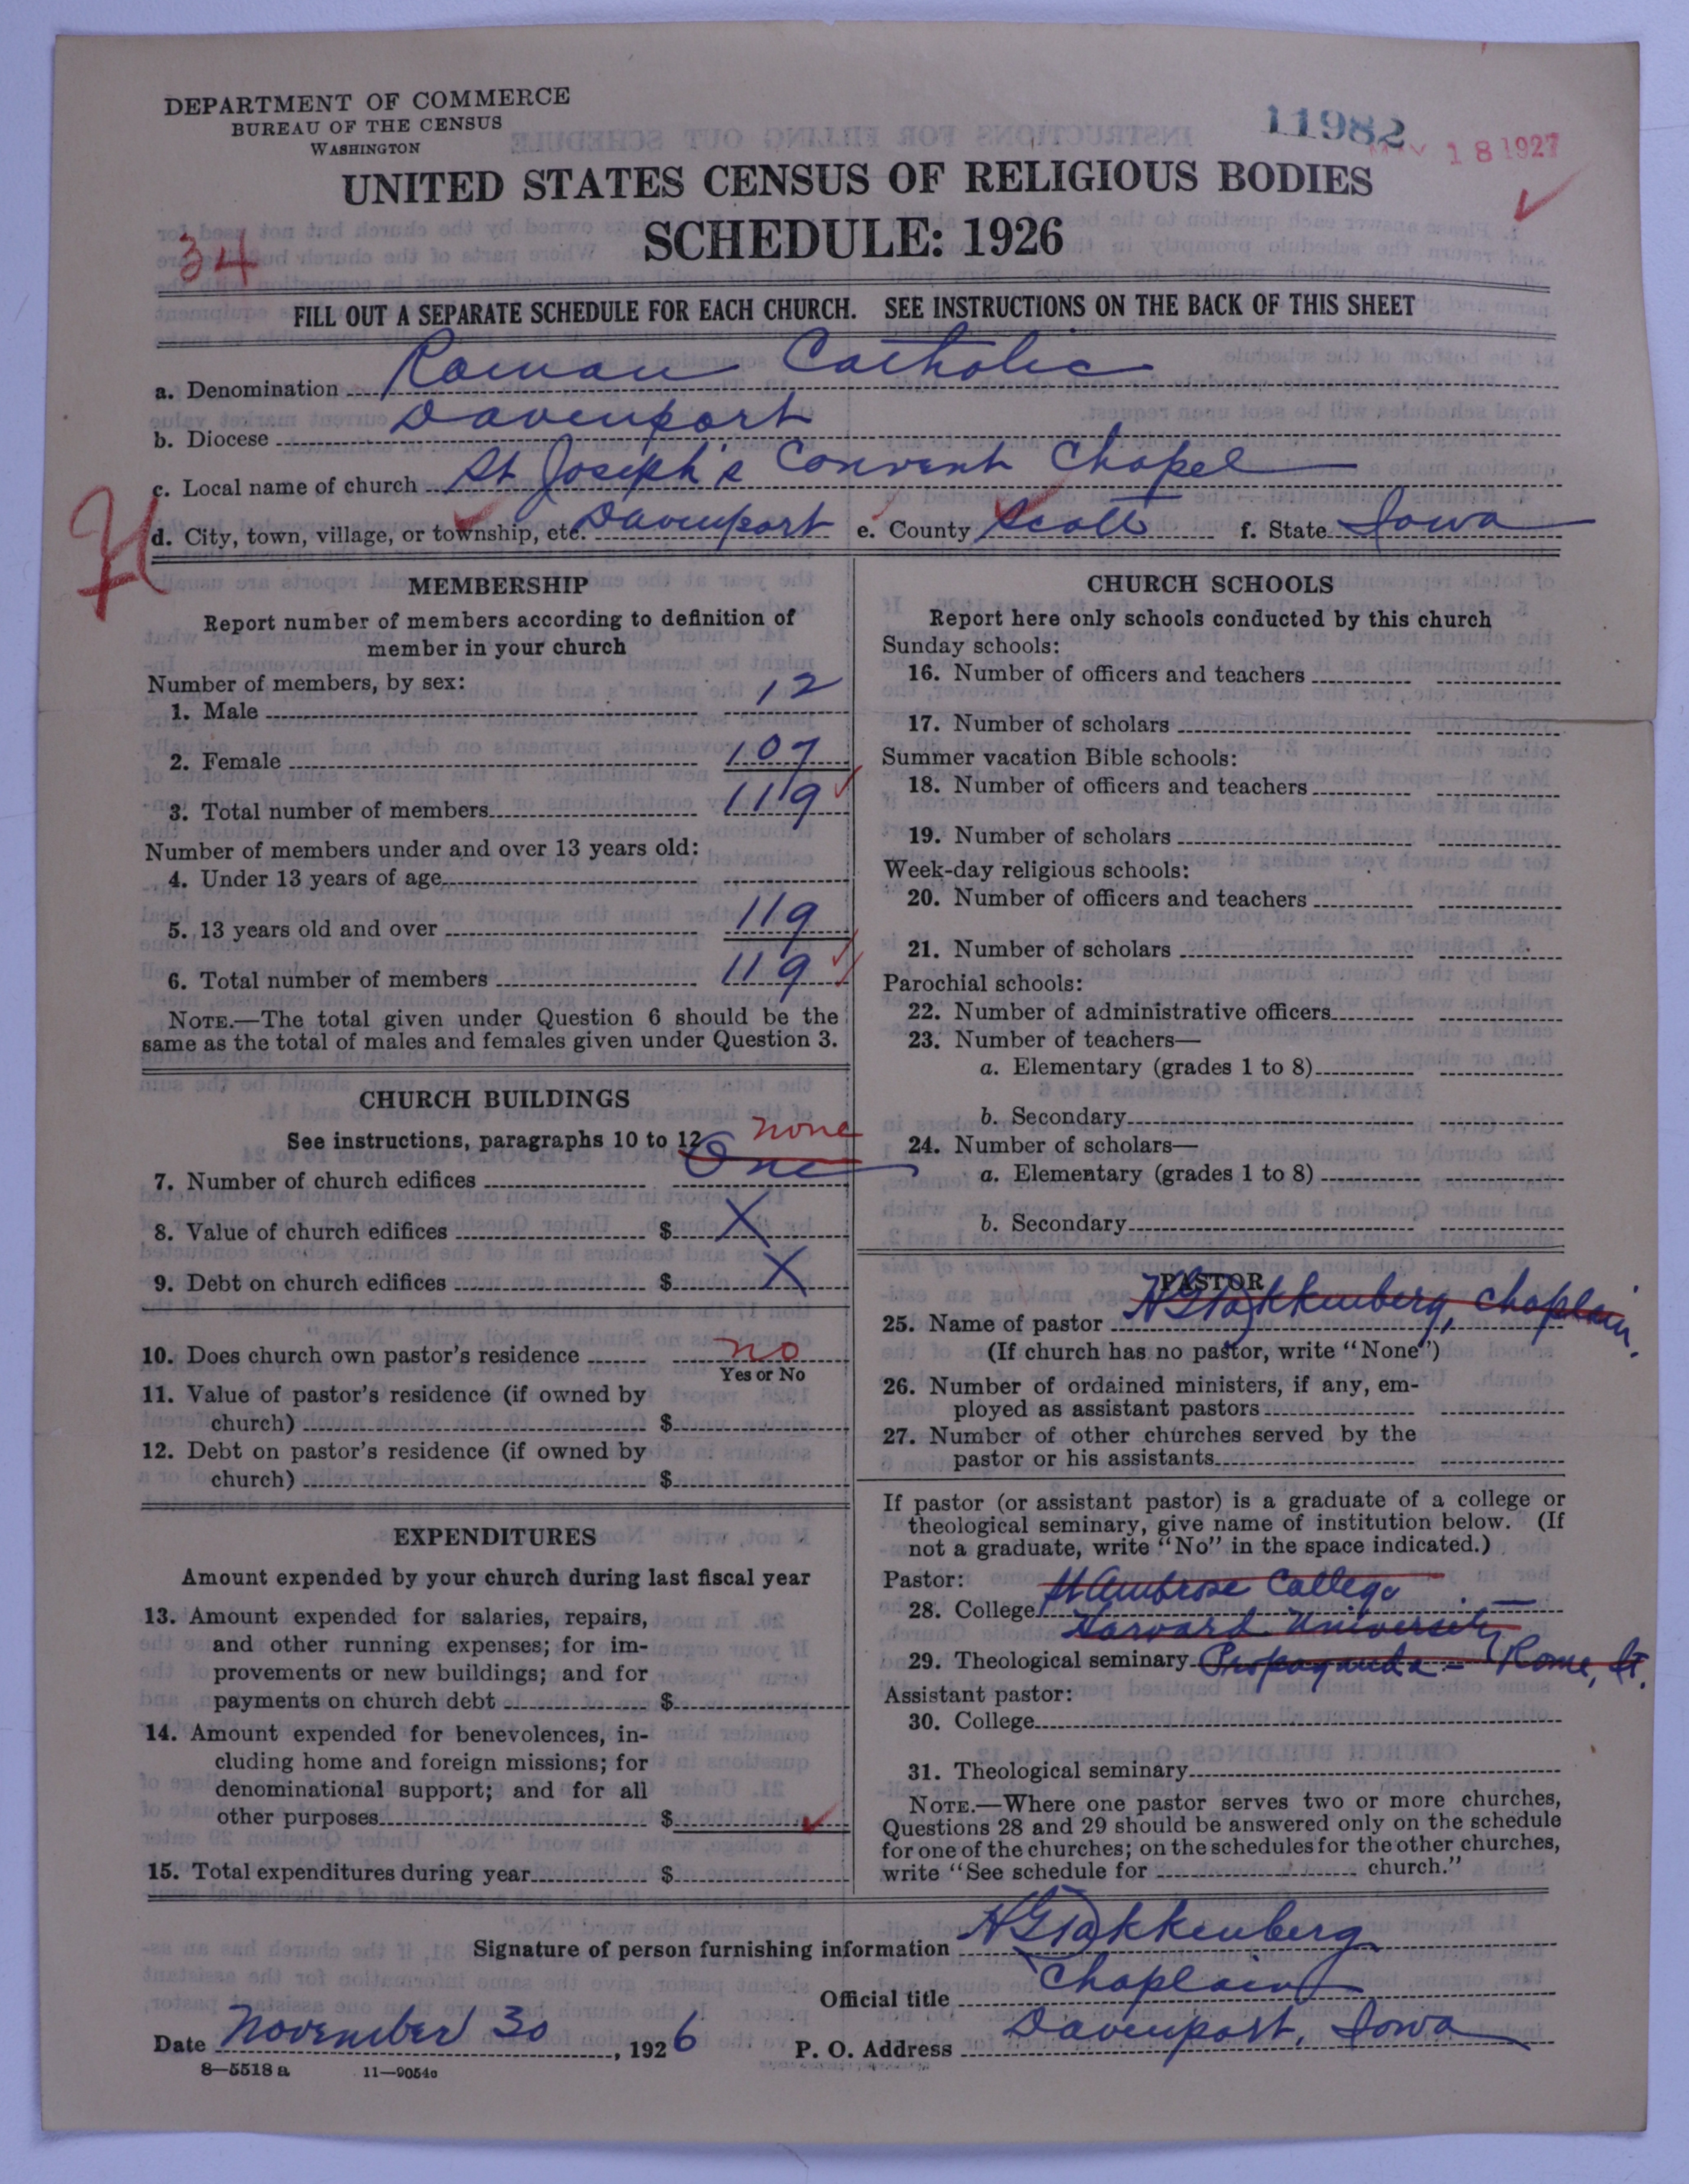 DEPARTMENT OF COMMERCE
BUREAU OF THE CENSUS
WASHINGTON
11982
MAY 18 1927
UNITED STATES CENSUS OF RELIGIOUS BODIES
SCHEDULE: 1926
34
FILL OUT A SEPARATE SCHEDULE FOR EACH CHURCH. SEE INSTRUCTIONS ON THE BACK OF THIS SHEET
a. Denomination Roman Catholic
b. Diocese Davenport
c. Local name of church St Joseph's Convent Chapel
d. City, town, village, or township, etc. Davenport e. County Scott f. State Iowa
MEMBERSHIP
Report number of members according to definition of
member in your church
Number of members, by sex:
1. Male 12
2. Female 107
3. Total number of members 119
Number of members under and over 13 years old:
4. Under 13 years of age
5. 13 years old and over 119
6. Total number of members 119
NOTE.—The total given under Question 6 should be the
same as the total of males and females given under Question 3.
CHURCH BUILDINGS
See instructions, paragraphs 10 to 12
none
7. Number of church edifices One
8. Value of church edifices $ X
9. Debt on church edifices $ X
10. Does church own pastor's residence no
Yes or No
11. Value of pastor's residence (if owned by
church) $
12. Debt on pastor's residence (if owned by
church) $
EXPENDITURES
Amount expended by your church during last fiscal year
13. Amount expended for salaries, repairs,
and other running expenses; for im-
provements or new buildings; and for
payments on church debt $
14. Amount expended for benevolences, in-
cluding home and foreign missions; for
denominational support; and for all
other purposes $
15. Total expenditures during year $
CHURCH SCHOOLS
Report here only schools conducted by this church
Sunday schools:
16. Number of officers and teachers
17. Number of scholars
Summer vacation Bible schools:
18. Number of officers and teachers
19. Number of scholars
Week-day religious schools:
20. Number of officers and teachers
21. Number of scholars
Parochial schools:
22. Number of administrative officers
23. Number of teachers—
a. Elementary (grades 1 to 8)
b. Secondary
24. Number of scholars—
a. Elementary (grades 1 to 8)
b. Secondary
PASTOR
25. Name of pastor HGTakkenberg, Chaplain.
(If church has no pastor, write "None")
26. Number of ordained ministers, if any, em-
ployed as assistant pastors
27. Number of other churches served by the
pastor or his assistants
If pastor (or assistant pastor) is a graduate of a college or
theological seminary, give name of institution below. (If
not a graduate, write "No" in the space indicated.)
Pastor:
28. College St Ambrose College
Harvard University
29. Theological seminary Propaganda - Rome, It.
Assistant pastor:
30. College
31. Theological seminary
NOTE.—Where one pastor serves two or more churches,
Questions 28 and 29 should be answered only on the schedule
for one of the churches; on the schedules for the other churches,
write "See schedule for church."
Signature of person furnishing information HGTakkenberg
Official title Chaplain
Date November 30, 1926 P. O. Address Davenport, Iowa
8—5518 a 11—9054c